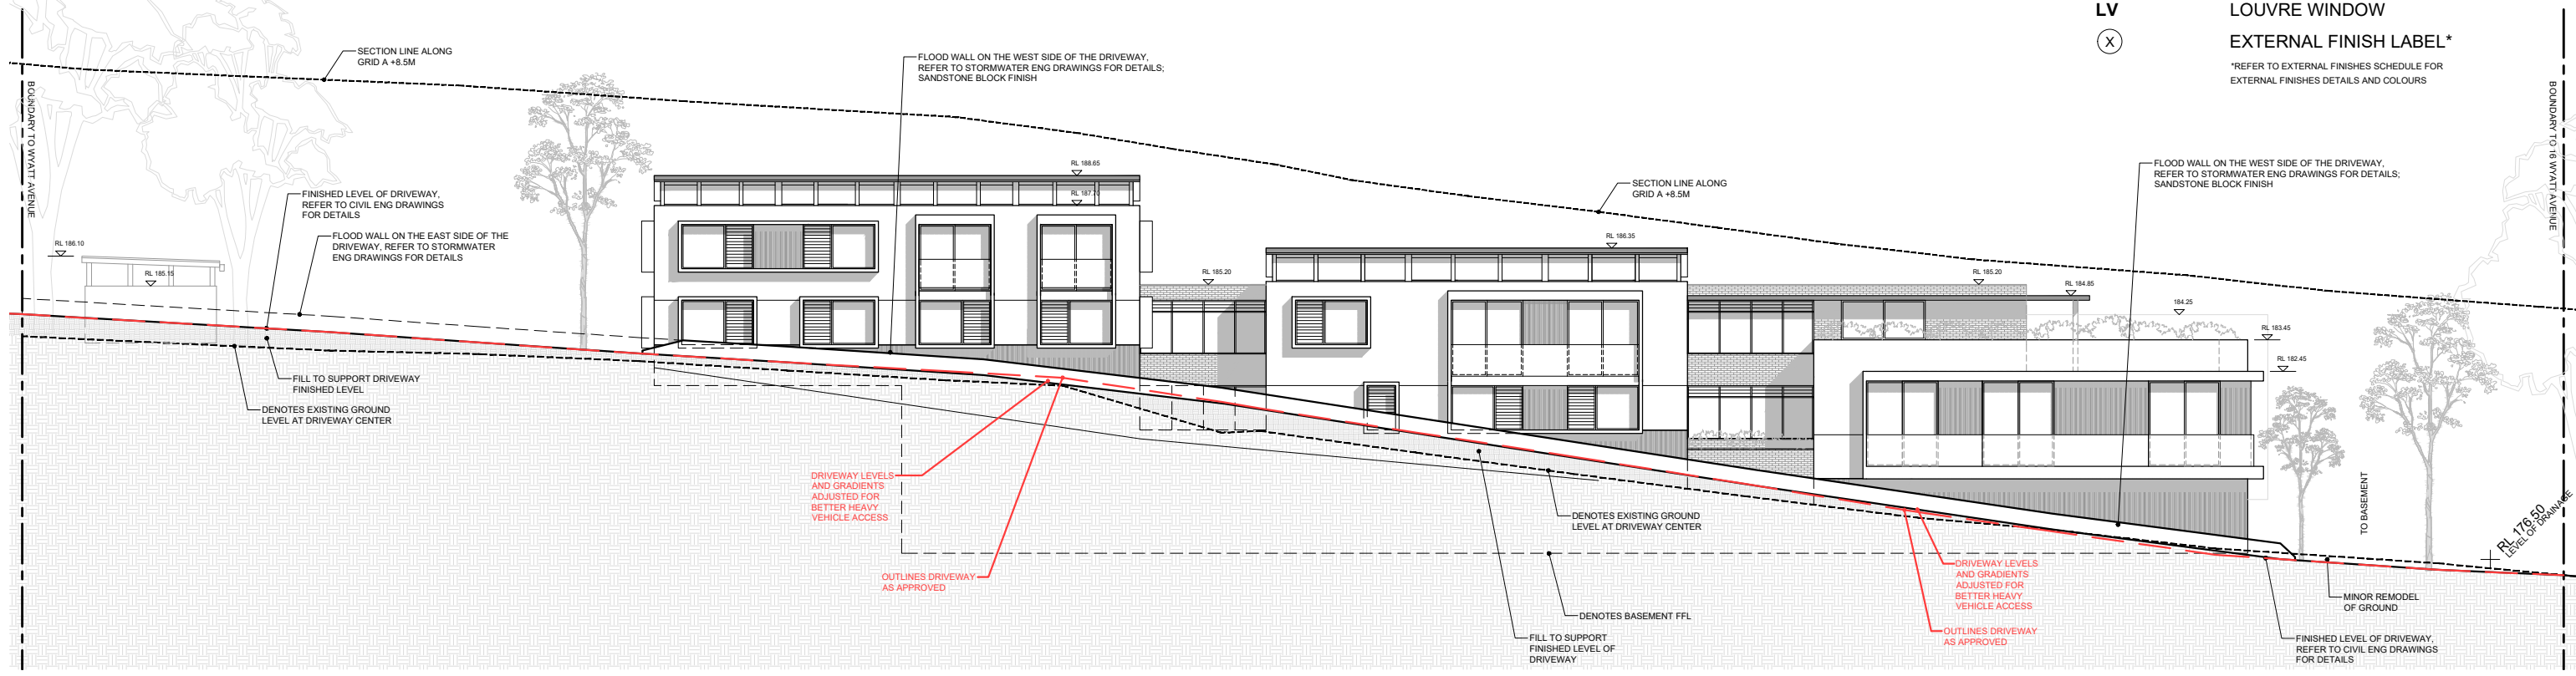 LV
LOUVRE WINDOW
X
EXTERNAL FINISH LABEL*
*REFER TO EXTERNAL FINISHES SCHEDULE FOR
EXTERNAL FINISHES DETAILS AND COLOURS
BOUNDARY TO WYATT AVENUE
SECTION LINE ALONG
GRID A +8.5M
FLOOD WALL ON THE WEST SIDE OF THE DRIVEWAY,
REFER TO STORMWATER ENG DRAWINGS FOR DETAILS;
SANDSTONE BLOCK FINISH
BOUNDARY TO 16 WYATT AVENUE
FINISHED LEVEL OF DRIVEWAY,
REFER TO CIVIL ENG DRAWINGS
FOR DETAILS
FLOOD WALL ON THE EAST SIDE OF THE
DRIVEWAY, REFER TO STORMWATER
ENG DRAWINGS FOR DETAILS
RL 186.10
RL 185.15
RL 188.65
RL 187.70
SECTION LINE ALONG
GRID A +8.5M
FLOOD WALL ON THE WEST SIDE OF THE DRIVEWAY,
REFER TO STORMWATER ENG DRAWINGS FOR DETAILS;
SANDSTONE BLOCK FINISH
RL 186.35
RL 185.20
RL 185.20
RL 184.85
184.25
RL 183.45
RL 182.45
FILL TO SUPPORT DRIVEWAY
FINISHED LEVEL
DENOTES EXISTING GROUND
LEVEL AT DRIVEWAY CENTER
DRIVEWAY LEVELS
AND GRADIENTS
ADJUSTED FOR
BETTER HEAVY
VEHICLE ACCESS
OUTLINES DRIVEWAY
AS APPROVED
DENOTES EXISTING GROUND
LEVEL AT DRIVEWAY CENTER
TO BASEMENT
RL 176.50
LEVEL OF DRAINAGE
DRIVEWAY LEVELS
AND GRADIENTS
ADJUSTED FOR
BETTER HEAVY
VEHICLE ACCESS
OUTLINES DRIVEWAY
AS APPROVED
DENOTES BASEMENT FFL
FILL TO SUPPORT
FINISHED LEVEL OF
DRIVEWAY
MINOR REMODEL
OF GROUND
FINISHED LEVEL OF DRIVEWAY,
REFER TO CIVIL ENG DRAWINGS
FOR DETAILS